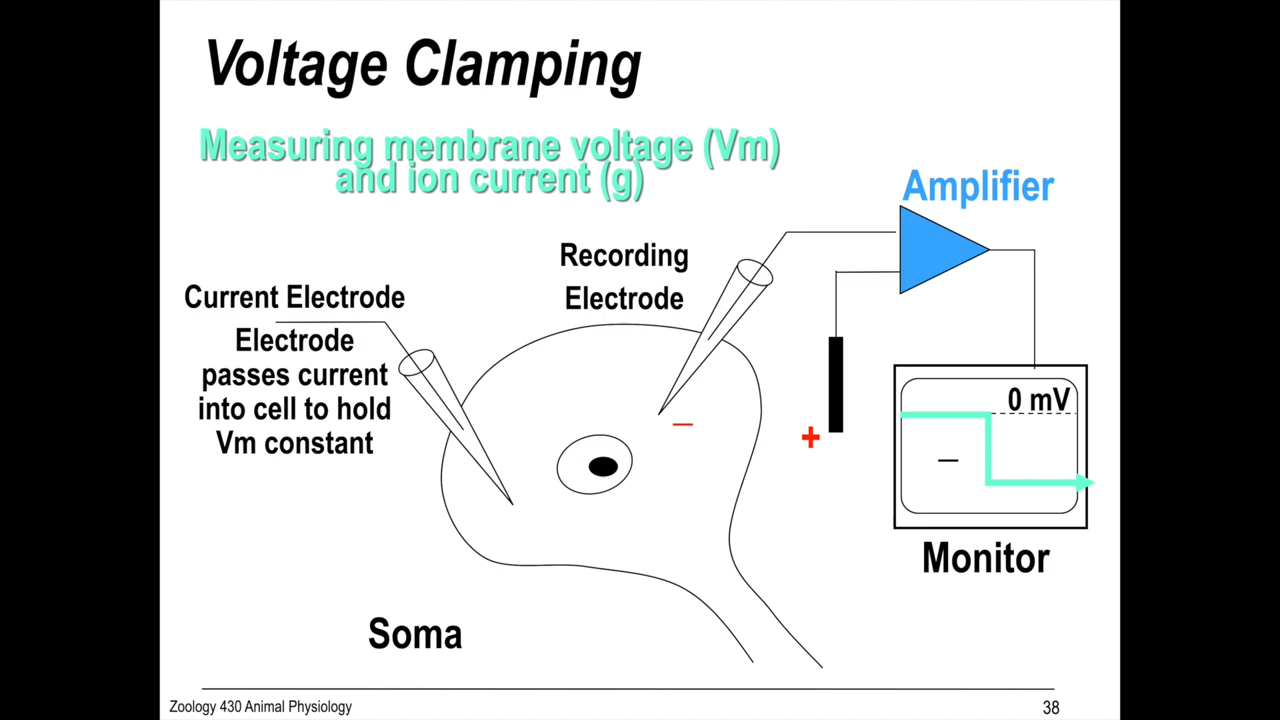 Voltage Clamping
Measuring membrane voltage (Vm)
and ion current (g)
Amplifier
Recording
Electrode
Current Electrode
Electrode
passes current
into cell to hold
Vm constant
–
+
0 mV
–
Monitor
Soma
Zoology 430 Animal Physiology
38